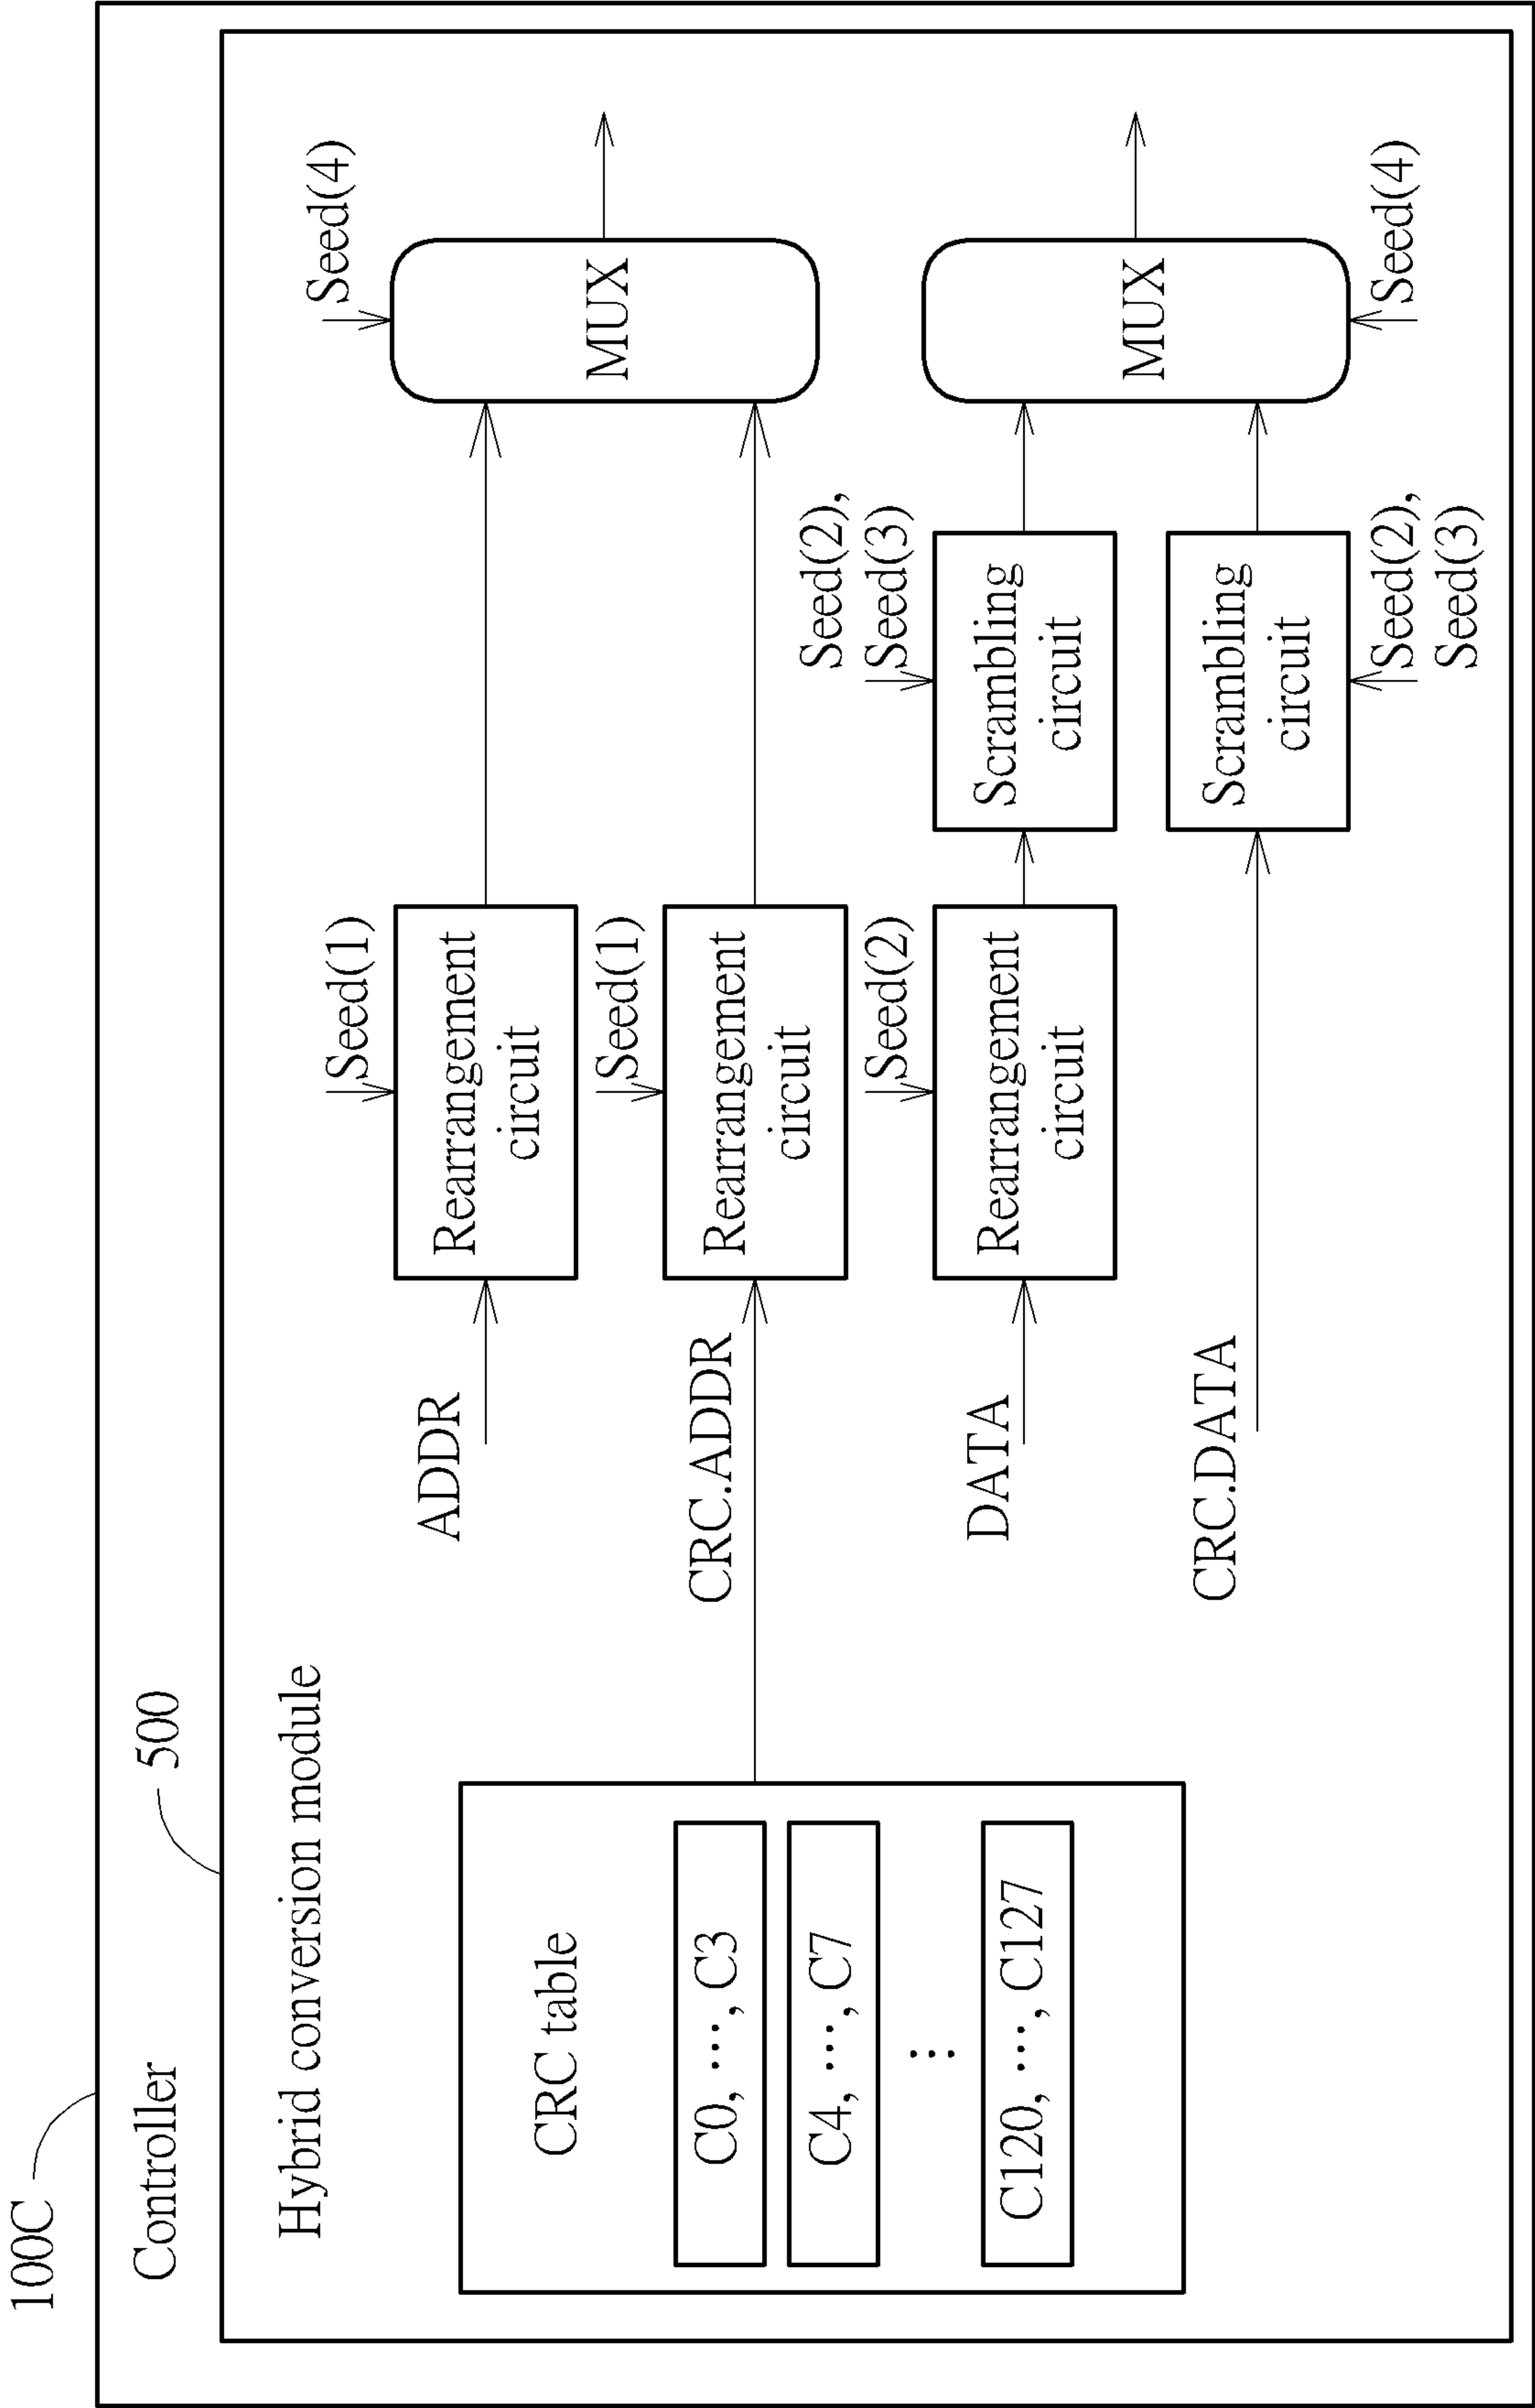 100C
Controller
500
Hybrid conversion module
CRC table
C0, ⋯, C3
C4, ⋯, C7
⋮
C120, ⋯, C127
ADDR
Seed(1)
Rearrangement
circuit
Seed(4)
MUX
CRC.ADDR
Seed(1)
Rearrangement
circuit
DATA
Seed(2)
Rearrangement
circuit
Seed(2),
Seed(3)
Scrambling
circuit
MUX
Seed(4)
CRC.DATA
Scrambling
circuit
Seed(2),
Seed(3)